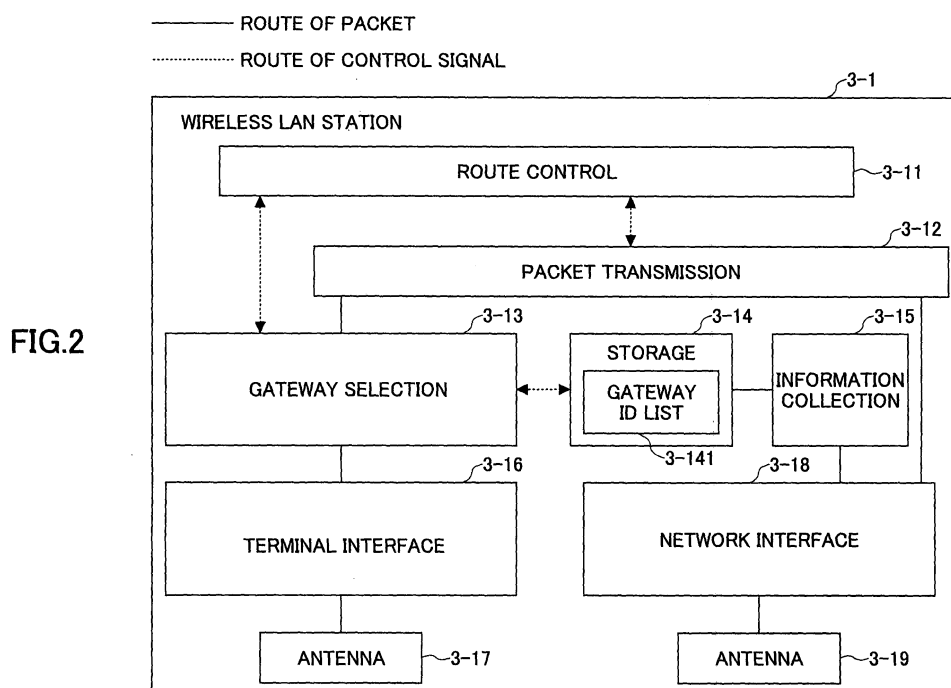 ROUTE OF PACKET
ROUTE OF CONTROL SIGNAL
3-1
WIRELESS LAN STATION
ROUTE CONTROL
3-11
3-12
PACKET TRANSMISSION
FIG.2
3-13
GATEWAY SELECTION
3-14
STORAGE
GATEWAY
ID LIST
3-141
3-15
INFORMATION
COLLECTION
3-16
TERMINAL INTERFACE
3-18
NETWORK INTERFACE
ANTENNA
3-17
ANTENNA
3-19